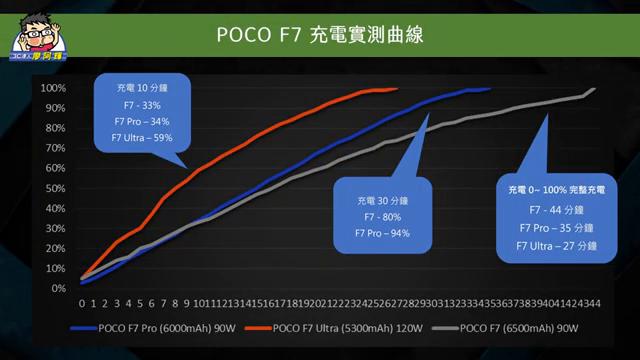 POCO F7 充電實測曲線
3C達人
廖阿輝
100%
90%
80%
70%
60%
50%
40%
30%
20%
10%
0%
充電 10 分鐘
F7 - 33%
F7 Pro – 34%
F7 Ultra – 59%
充電 30 分鐘
F7 - 80%
F7 Pro – 94%
充電 0~ 100% 完整充電
F7 - 44 分鐘
F7 Pro – 35 分鐘
F7 Ultra – 27 分鐘
0 1 2 3 4 5 6 7 8 9 10 11 12 13 14 15 16 17 18 19 20 21 22 23 24 25 26 27 28 29 30 31 32 33 34 35 36 37 38 39 40 41 42 43 44
POCO F7 Pro (6000mAh) 90W POCO F7 Ultra (5300mAh) 120W POCO F7 (6500mAh) 90W